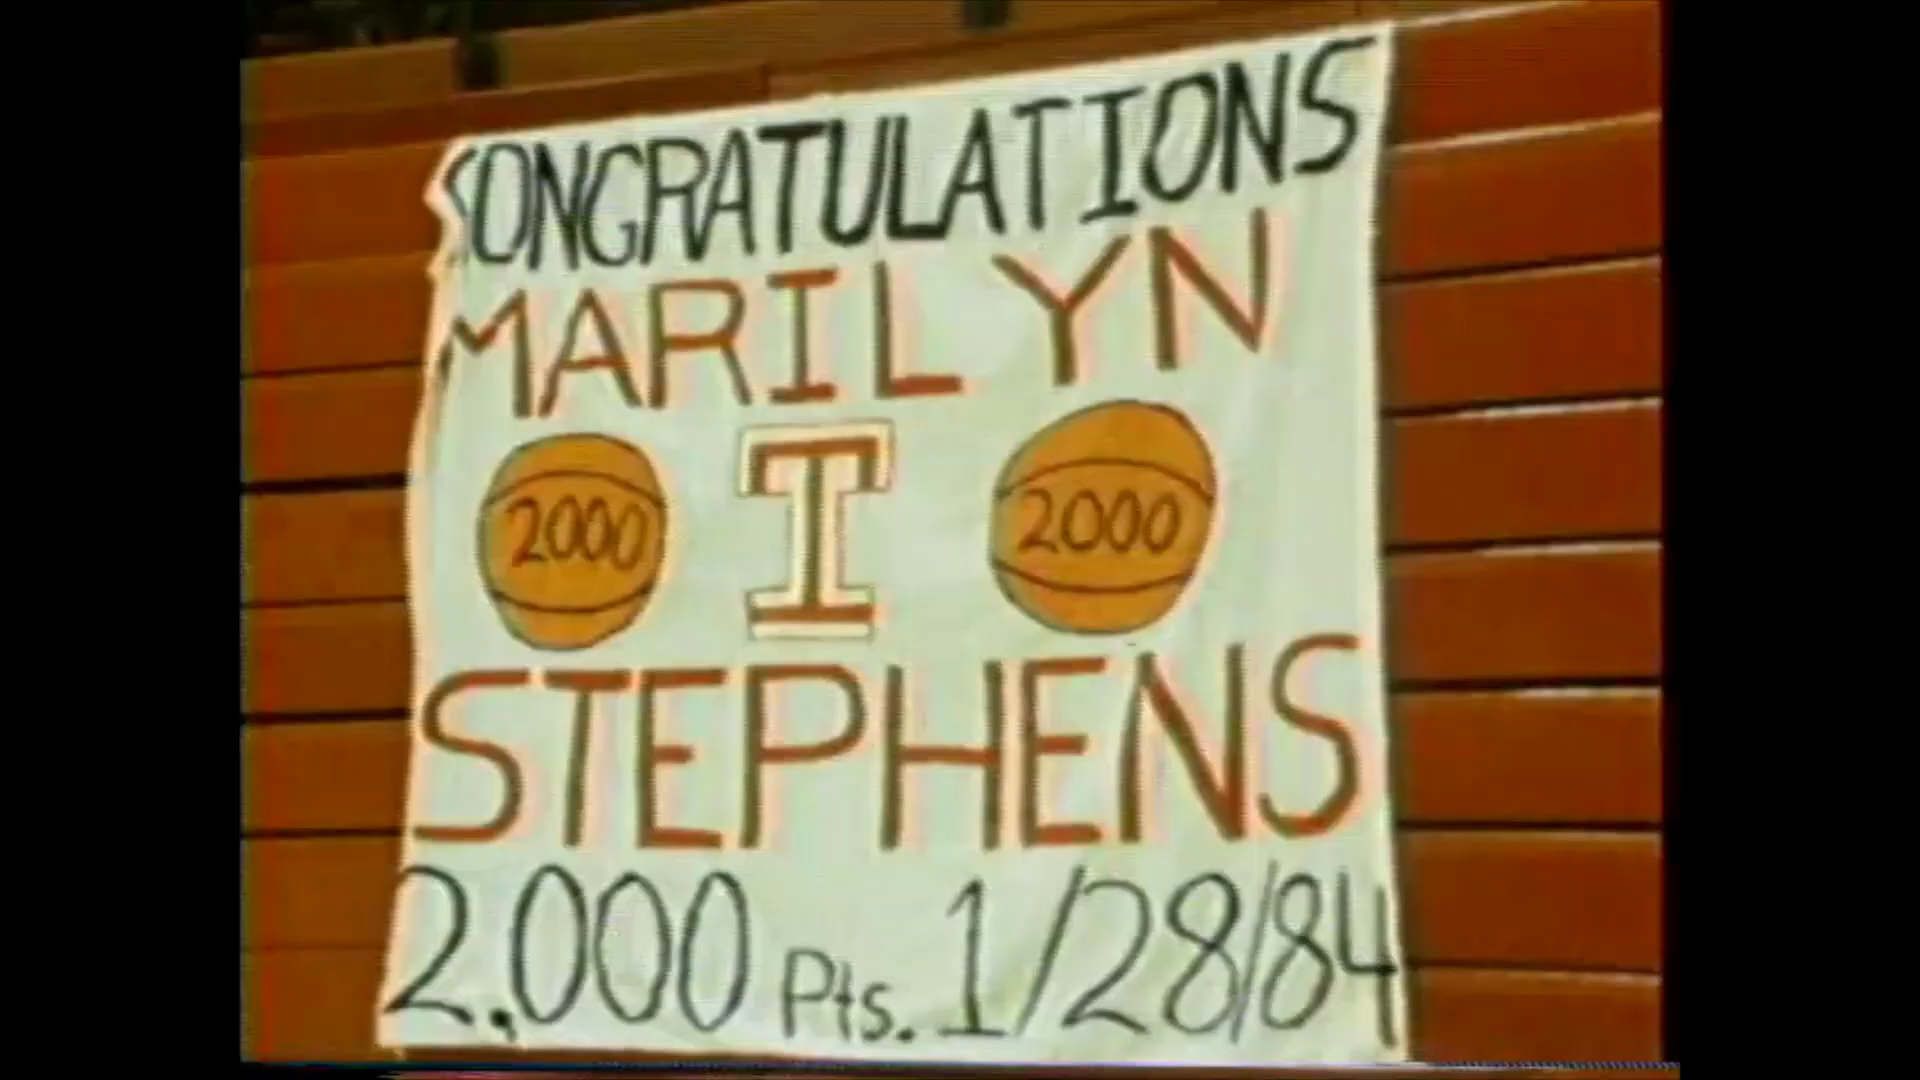 CONGRATULATIONS
MARILYN
2000 T 2000
STEPHENS
2,000 Pts. 1/28/84